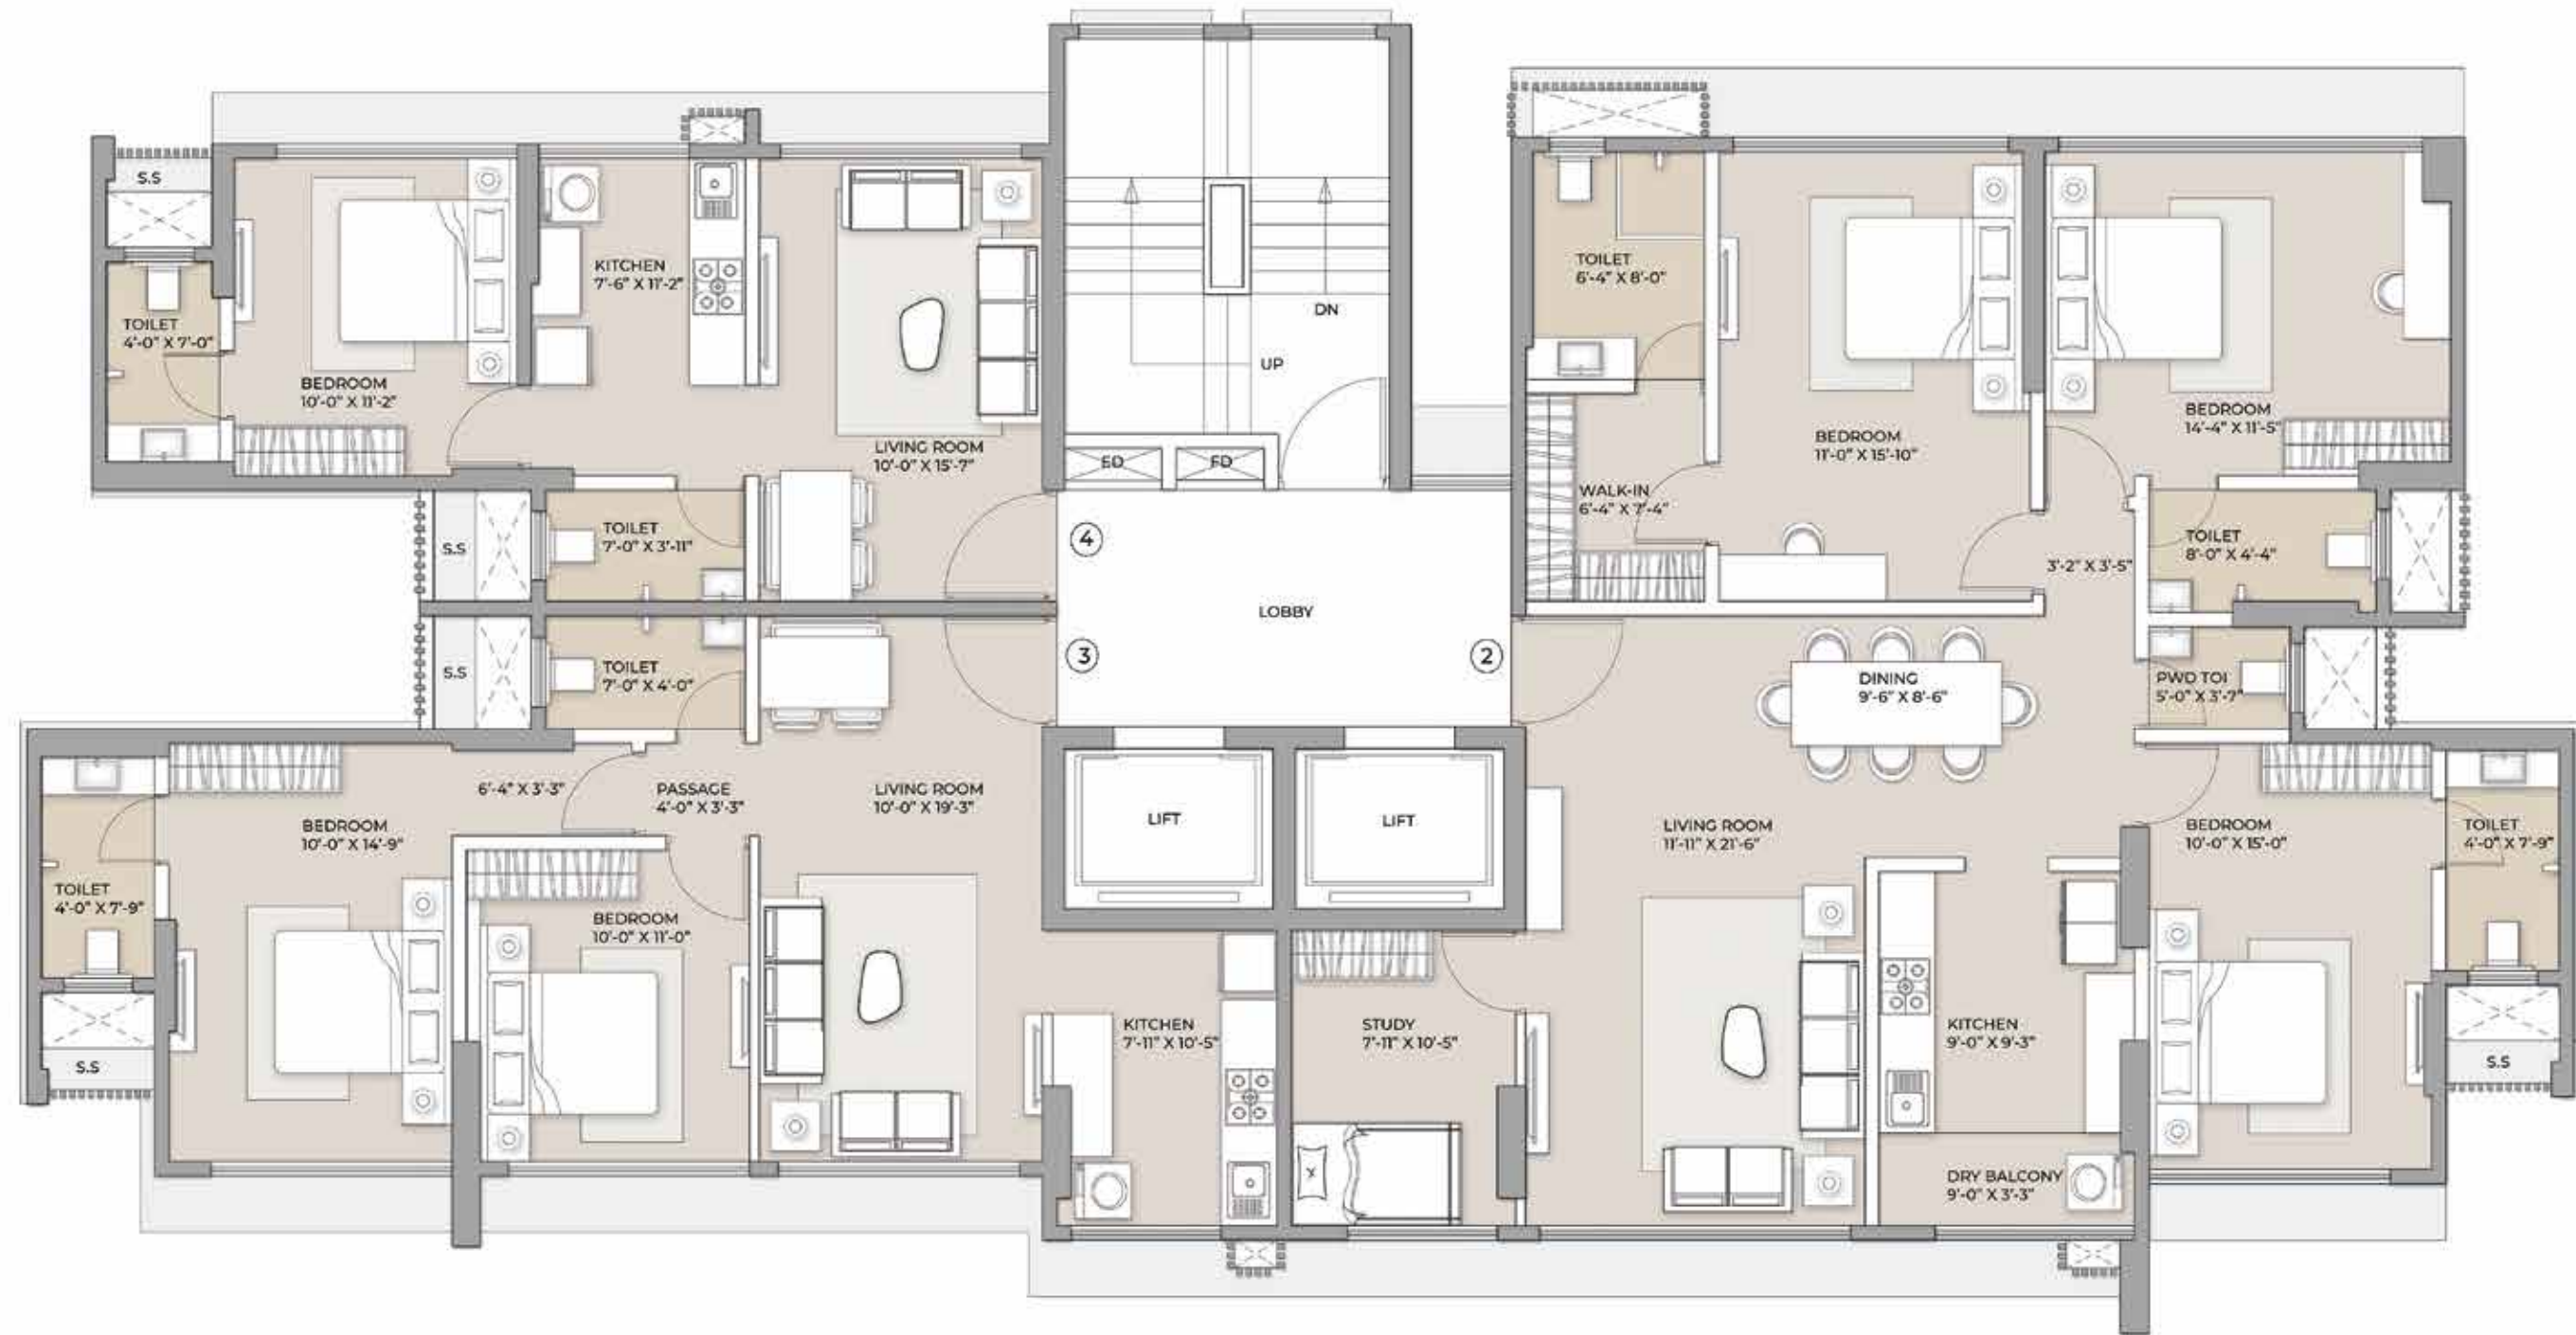 S.S
TOILET
4'-0" X 7'-0"
BEDROOM
10'-0" X 11'-2"
KITCHEN
7'-6" X 11'-2"
LIVING ROOM
10'-0" X 15'-7"
S.S
TOILET
7'-0" X 3'-11"
DN
UP
ED
FD
4
LOBBY
3
2
TOILET
6'-4" X 8'-0"
WALK-IN
6'-4" X 7'-4"
BEDROOM
11'-0" X 15'-10"
BEDROOM
14'-4" X 11'-5"
3'-2" X 3'-5"
TOILET
8'-0" X 4'-4"
PWD TOI
5'-0" X 3'-7"
S.S
TOILET
7'-0" X 4'-0"
6'-4" X 3'-3"
PASSAGE
4'-0" X 3'-3"
LIVING ROOM
10'-0" X 19'-3"
BEDROOM
10'-0" X 14'-9"
TOILET
4'-0" X 7'-9"
S.S
BEDROOM
10'-0" X 11'-0"
KITCHEN
7'-11" X 10'-5"
LIFT
LIFT
STUDY
7'-11" X 10'-5"
DINING
9'-6" X 8'-6"
LIVING ROOM
11'-11" X 21'-6"
KITCHEN
9'-0" X 9'-3"
DRY BALCONY
9'-0" X 3'-3"
BEDROOM
10'-0" X 15'-0"
TOILET
4'-0" X 7'-9"
S.S